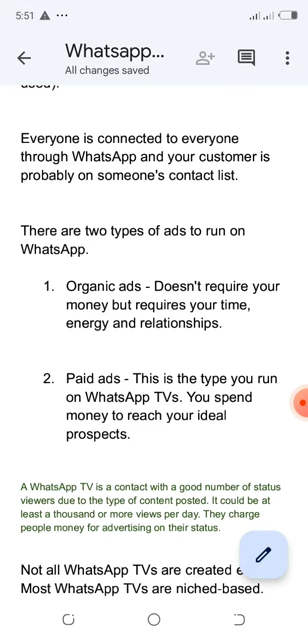 5:51
Whatsapp...
All changes saved
used).
Everyone is connected to everyone
through WhatsApp and your customer is
probably on someone's contact list.
There are two types of ads to run on
WhatsApp.
1. Organic ads - Doesn't require your
money but requires your time,
energy and relationships.
2. Paid ads - This is the type you run
on WhatsApp TVs. You spend
money to reach your ideal
prospects.
A WhatsApp TV is a contact with a good number of status
viewers due to the type of content posted. It could be at
least a thousand or more views per day. They charge
people money for advertising on their status.
Not all WhatsApp TVs are created e
Most WhatsApp TVs are niched-based.